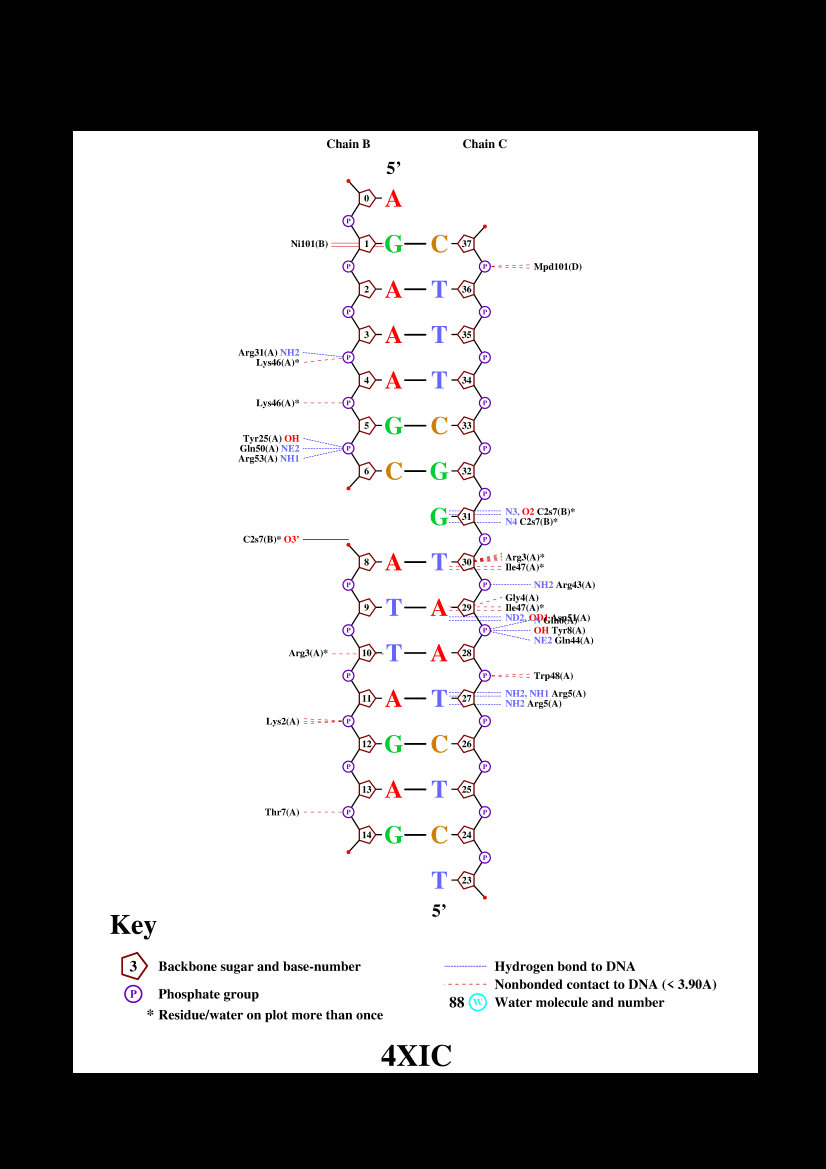 Chain B Chain C
5’
0 A
P
Ni101(B) 1 G C 37
P P Mpd101(D)
2 A T 36
P P
3 A T 35
Arg31(A) NH2 P P
Lys46(A)*
4 A T 34
Lys46(A)* P P
5 G C 33
Tyr25(A) OH
Gln50(A) NE2 P P
Arg53(A) NH1
6 C G 32
P
N3, O2 C2s7(B)*
G 31
N4 C2s7(B)*
C2s7(B)* O3’ P
Arg3(A)*
8 A T 30
Ile47(A)*
P P NH2 Arg43(A)
Gly4(A)
9 T A 29 Ile47(A)*
ND2, OD1 Asn51(A)
P P OH Tyr8(A)
NE2 Gln44(A)
Arg3(A)* 10 T A 28
P P Trp48(A)
NH2, NH1 Arg5(A)
11 A T 27
NH2 Arg5(A)
Lys2(A) P P
12 G C 26
P P
13 A T 25
Thr7(A) P P
14 G C 24
P
T 23
5’
Key
3 Backbone sugar and base-number
Hydrogen bond to DNA
Nonbonded contact to DNA (< 3.90A)
P Phosphate group
88 W Water molecule and number
* Residue/water on plot more than once
4XIC